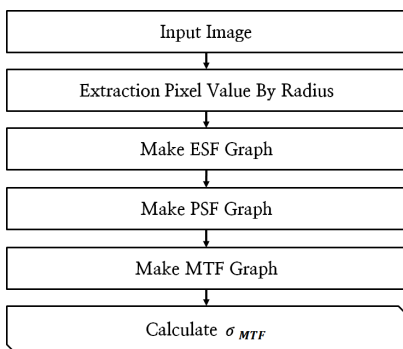 Input Image
Extraction Pixel Value By Radius
Make ESF Graph
Make PSF Graph
Make MTF Graph
Calculate σ MTF